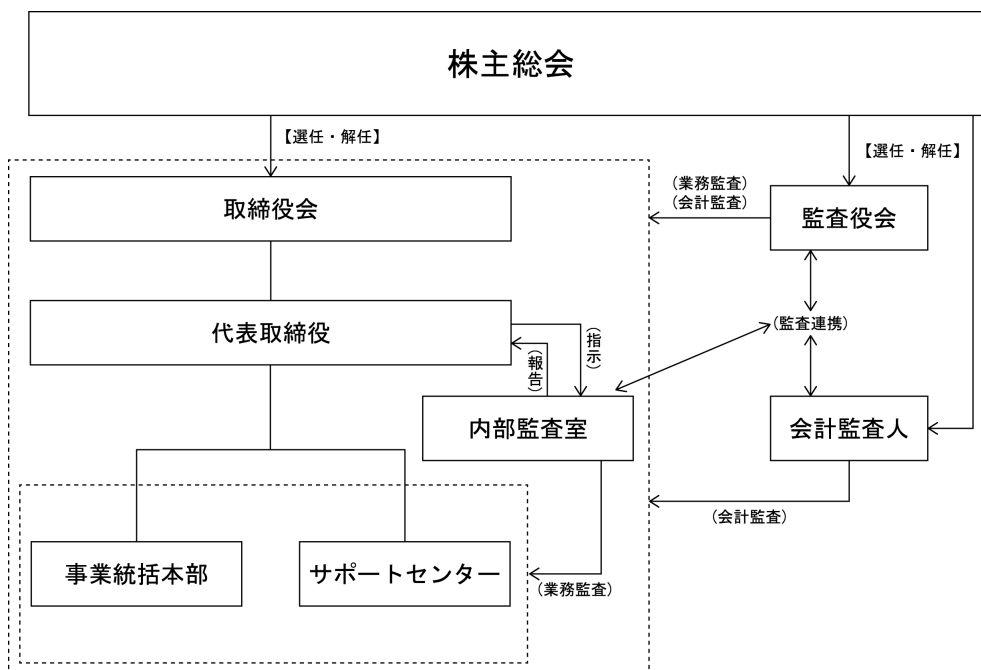 株主総会
【選任・解任】
【選任・解任】
(業務監査)
(会計監査)
取締役会
監査役会
代表取締役
(指示)
(報告)
(監査連携)
内部監査室
会計監査人
(会計監査)
事業統括本部
サポートセンター
(業務監査)